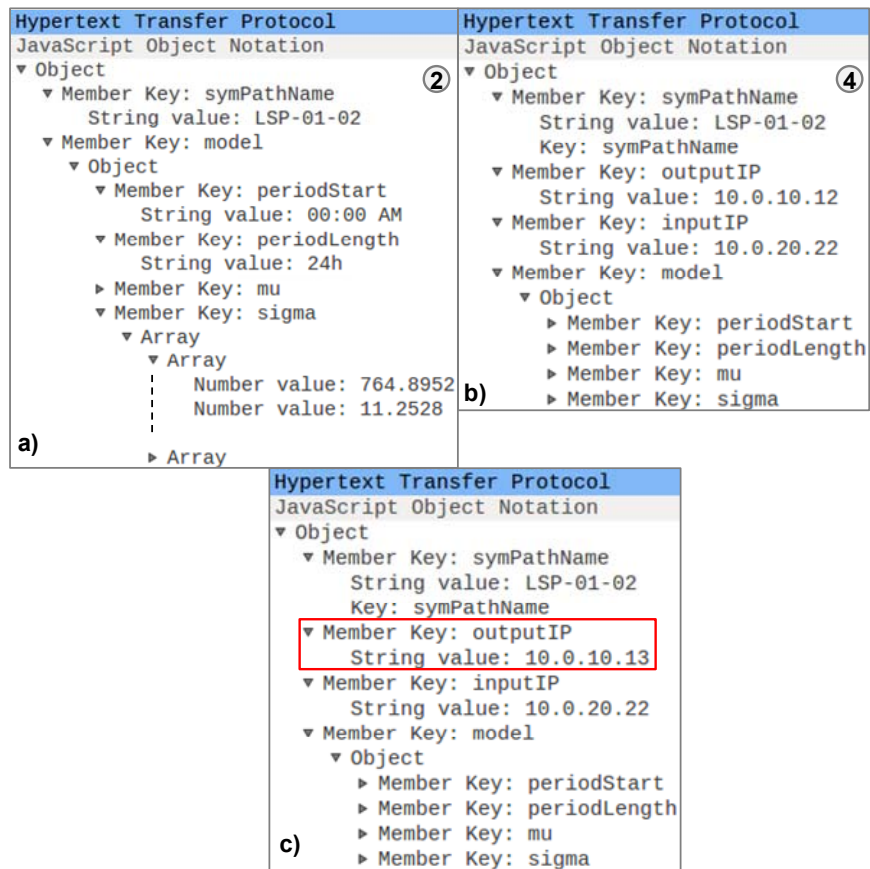 Hypertext Transfer Protocol
JavaScript Object Notation
▼ Object
②
▼ Member Key: symPathName
String value: LSP-01-02
▼ Member Key: model
▼ Object
▼ Member Key: periodStart
String value: 00:00 AM
▼ Member Key: periodLength
String value: 24h
▶ Member Key: mu
▼ Member Key: sigma
▼ Array
▼ Array
Number value: 764.8952
Number value: 11.2528
a)
▶ Array
Hypertext Transfer Protocol
JavaScript Object Notation
▼ Object
④
▼ Member Key: symPathName
String value: LSP-01-02
Key: symPathName
▼ Member Key: outputIP
String value: 10.0.10.12
▼ Member Key: inputIP
String value: 10.0.20.22
▼ Member Key: model
▼ Object
▶ Member Key: periodStart
▶ Member Key: periodLength
▶ Member Key: mu
b)
▶ Member Key: sigma
Hypertext Transfer Protocol
JavaScript Object Notation
▼ Object
▼ Member Key: symPathName
String value: LSP-01-02
Key: symPathName
▼ Member Key: outputIP
String value: 10.0.10.13
▼ Member Key: inputIP
String value: 10.0.20.22
▼ Member Key: model
▼ Object
▶ Member Key: periodStart
▶ Member Key: periodLength
▶ Member Key: mu
c)
▶ Member Key: sigma